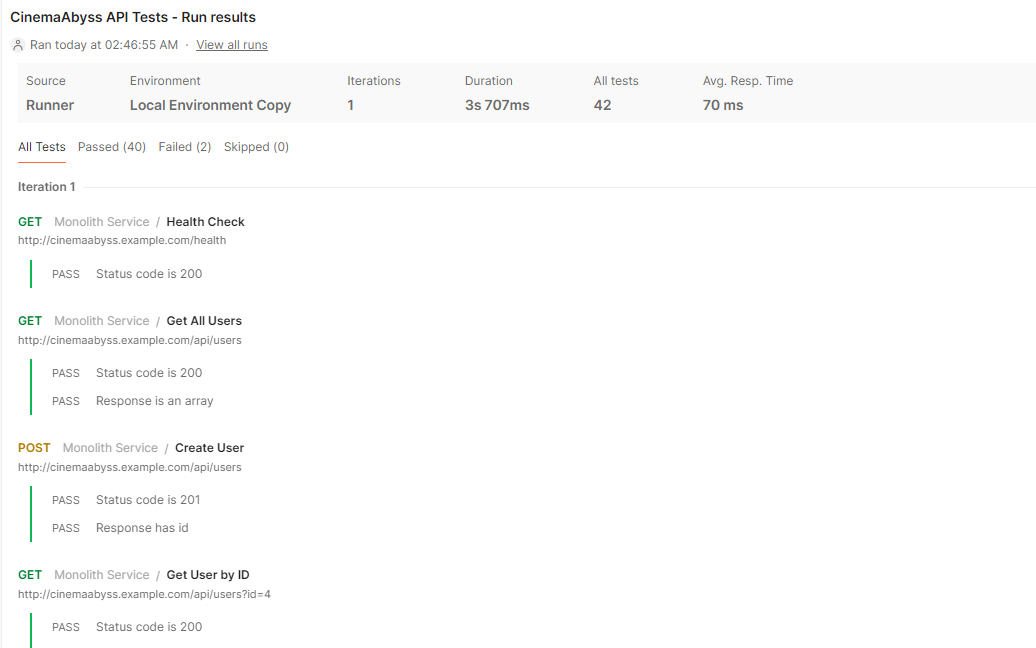 CinemaAbyss API Tests - Run results
Ran today at 02:46:55 AM · View all runs
Source Environment Iterations Duration All tests Avg. Resp. Time
Runner Local Environment Copy 1 3s 707ms 42 70 ms
All Tests Passed (40) Failed (2) Skipped (0)
Iteration 1
GET Monolith Service / Health Check
http://cinemaabyss.example.com/health
PASS Status code is 200
GET Monolith Service / Get All Users
http://cinemaabyss.example.com/api/users
PASS Status code is 200
PASS Response is an array
POST Monolith Service / Create User
http://cinemaabyss.example.com/api/users
PASS Status code is 201
PASS Response has id
GET Monolith Service / Get User by ID
http://cinemaabyss.example.com/api/users?id=4
PASS Status code is 200